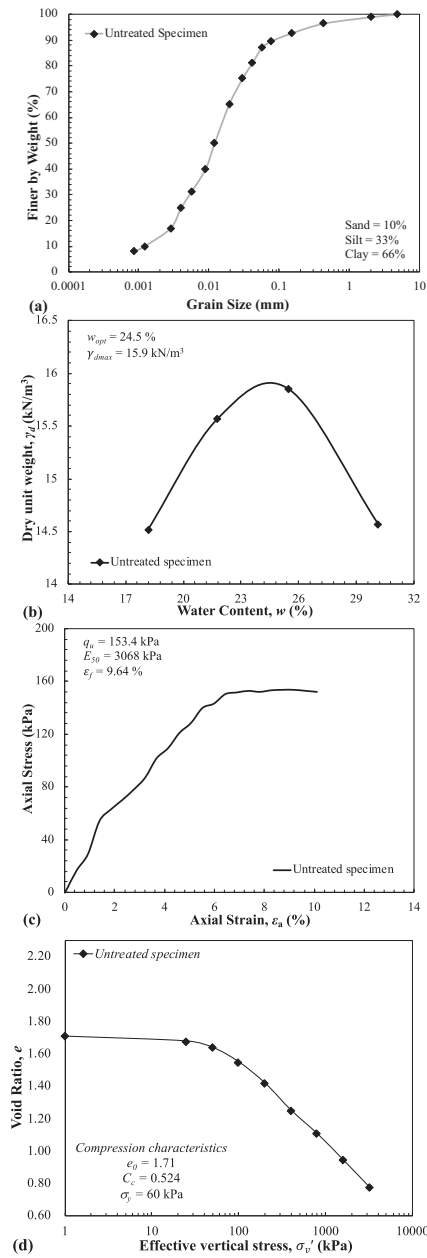 100
90
80
70
60
50
40
30
20
10
0
Finer by Weight (%)
Untreated Specimen
Sand = 10%
Silt = 33%
Clay = 66%
0.0001 0.001 0.01 0.1 1 10
(a) Grain Size (mm)
16.5
16
15.5
15
14.5
14
Dry unit weight, γd (kN/m³)
wopt = 24.5 %
γdmax = 15.9 kN/m³
Untreated specimen
14 17 20 23 26 29 32
(b) Water Content, w (%)
200
160
120
80
40
0
Axial Stress (kPa)
qu = 153.4 kPa
E50 = 3068 kPa
εf = 9.64 %
Untreated specimen
0 2 4 6 8 10 12 14
(c) Axial Strain, εa (%)
2.20
2.00
1.80
1.60
1.40
1.20
1.00
0.80
0.60
Void Ratio, e
Untreated specimen
Compression characteristics
e0 = 1.71
Cc = 0.524
σy = 60 kPa
1 10 100 1000 10000
(d) Effective vertical stress, σv′ (kPa)